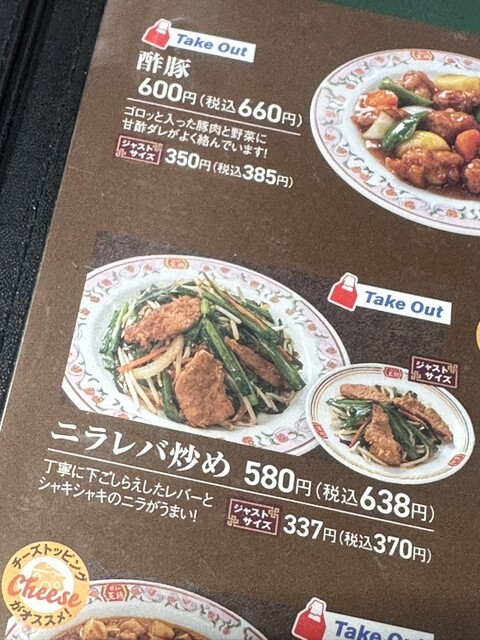 Take Out
酢豚
600円(税込660円)
ゴロッと入った豚肉と野菜に
甘酢ダレがよく絡んでいます!
ジャスト
サイズ
350円(税込385円)
Take Out
ジャスト
サイズ
ニラレバ炒め 580円(税込638円)
丁寧に下ごしらえしたレバーと
シャキシャキのニラがうまい!
ジャスト
サイズ
337円(税込370円)
チーズトッピング
Cheese
がオススメ!
Take Out